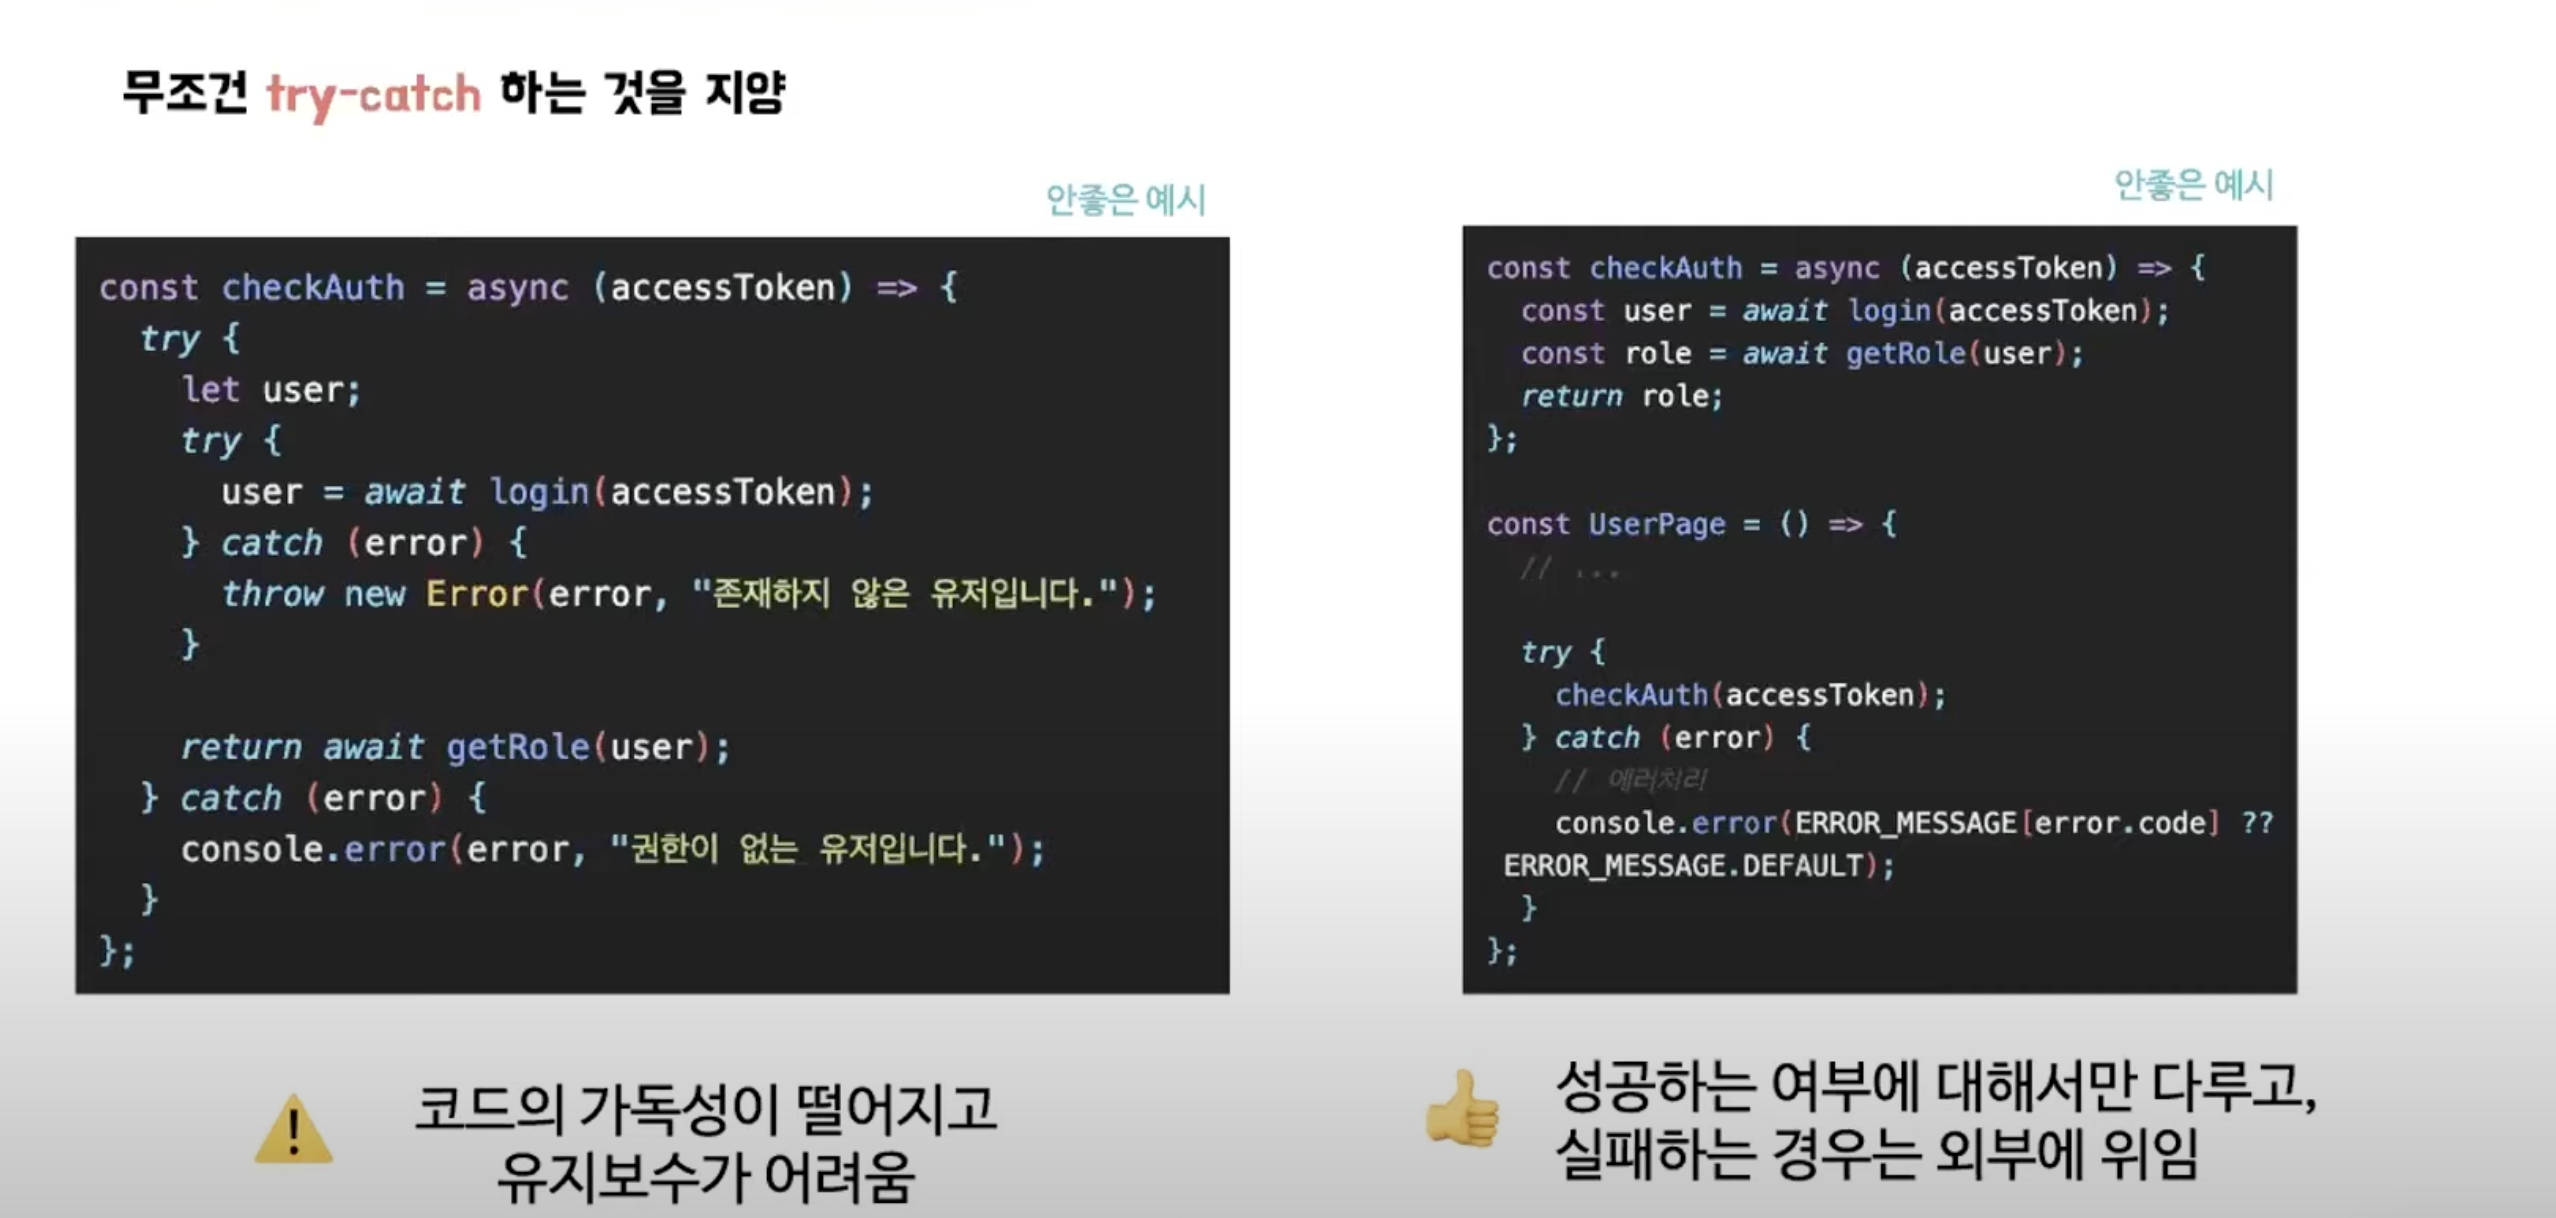 무조건 try-catch 하는 것을 지양
안좋은 예시
const checkAuth = async (accessToken) => {
try {
let user;
try {
user = await login(accessToken);
} catch (error) {
throw new Error(error, "존재하지 않은 유저입니다.");
}
return await getRole(user);
} catch (error) {
console.error(error, "권한이 없는 유저입니다.");
}
};
코드의 가독성이 떨어지고
유지보수가 어려움
안좋은 예시
const checkAuth = async (accessToken) => {
const user = await login(accessToken);
const role = await getRole(user);
return role;
};
const UserPage = () => {
// ...
try {
checkAuth(accessToken);
} catch (error) {
// 에러처리
console.error(ERROR_MESSAGE[error.code] ??
ERROR_MESSAGE.DEFAULT);
}
};
성공하는 여부에 대해서만 다루고,
실패하는 경우는 외부에 위임